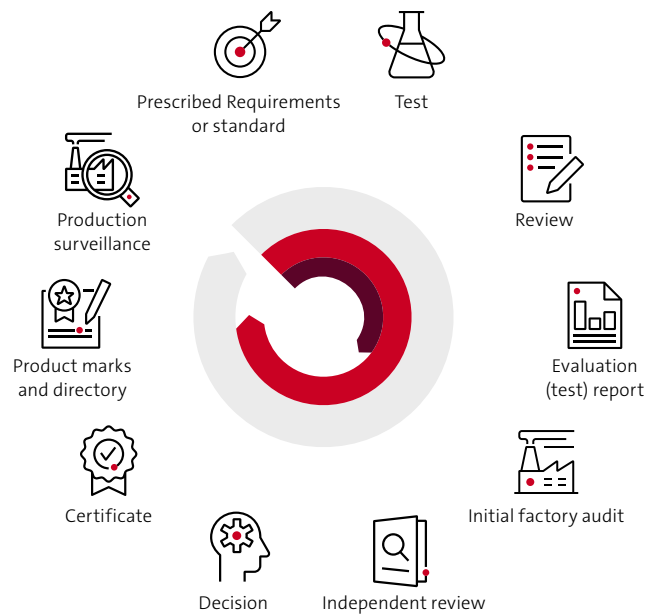 Prescribed Requirements
or standard
Test
Review
Evaluation
(test) report
Initial factory audit
Independent review
Decision
Certificate
Product marks
and directory
Production
surveillance